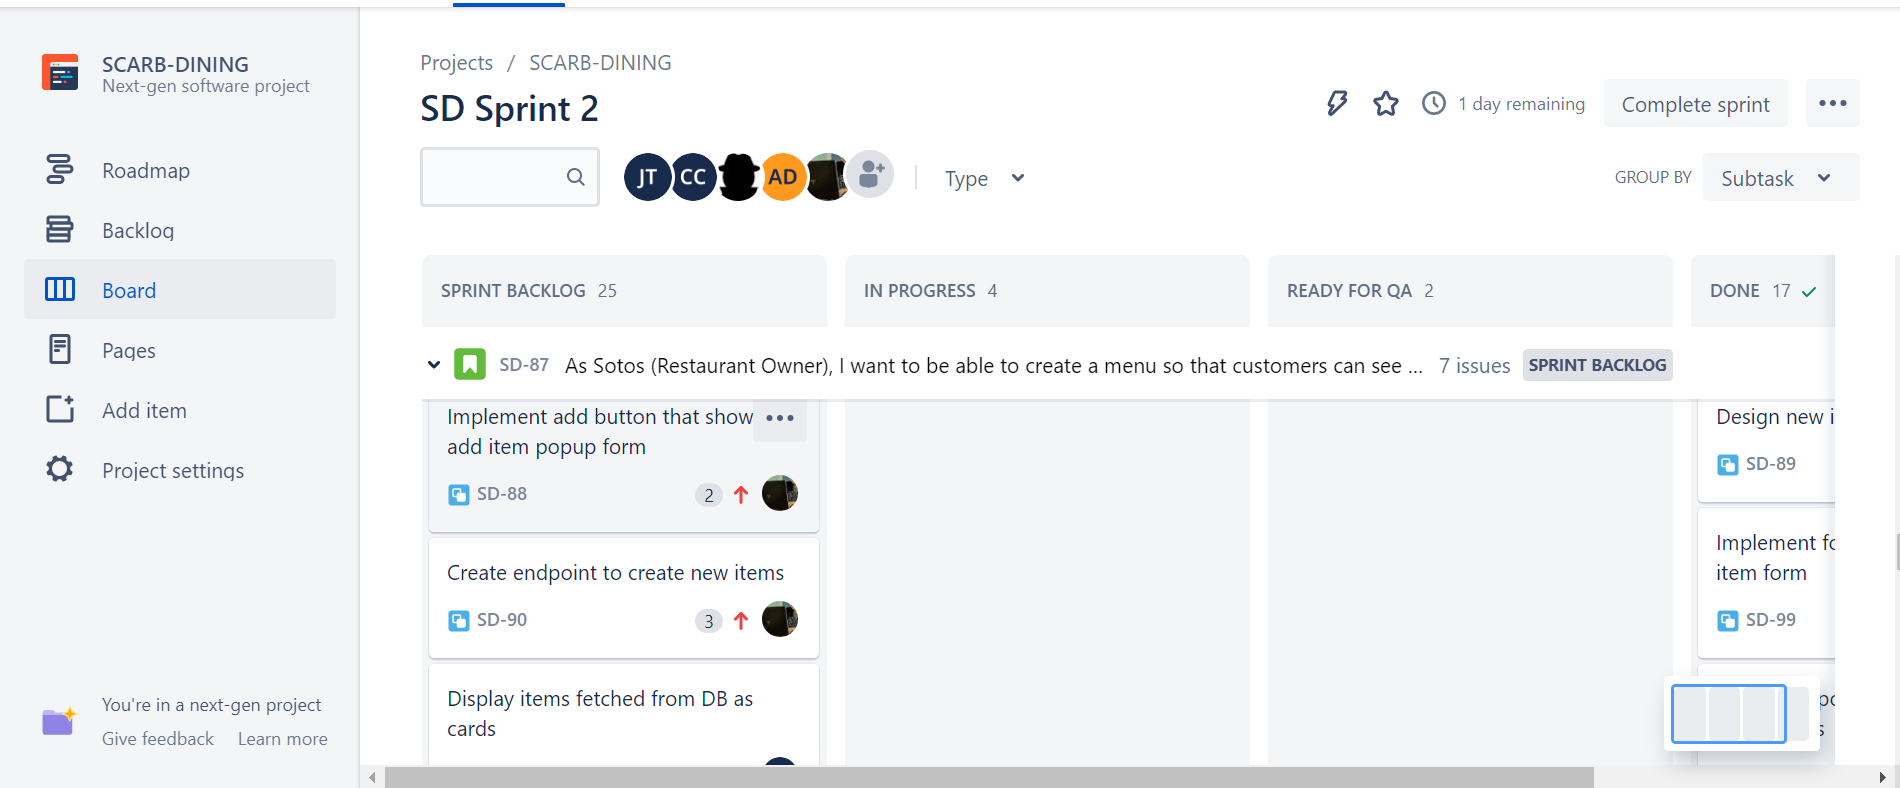 SCARB-DINING
Next-gen software project
Roadmap
Backlog
Board
Pages
Add item
Project settings
You're in a next-gen project
Give feedback Learn more
Projects / SCARB-DINING
SD Sprint 2
1 day remaining
Complete sprint
JT CC AD
Type
GROUP BY Subtask
SPRINT BACKLOG 25
IN PROGRESS 4
READY FOR QA 2
DONE 17
SD-87 As Sotos (Restaurant Owner), I want to be able to create a menu so that customers can see ... 7 issues SPRINT BACKLOG
Implement add button that show
add item popup form
SD-88 2
Create endpoint to create new items
SD-90 3
Display items fetched from DB as
cards
Design new i
SD-89
Implement fo
item form
SD-99